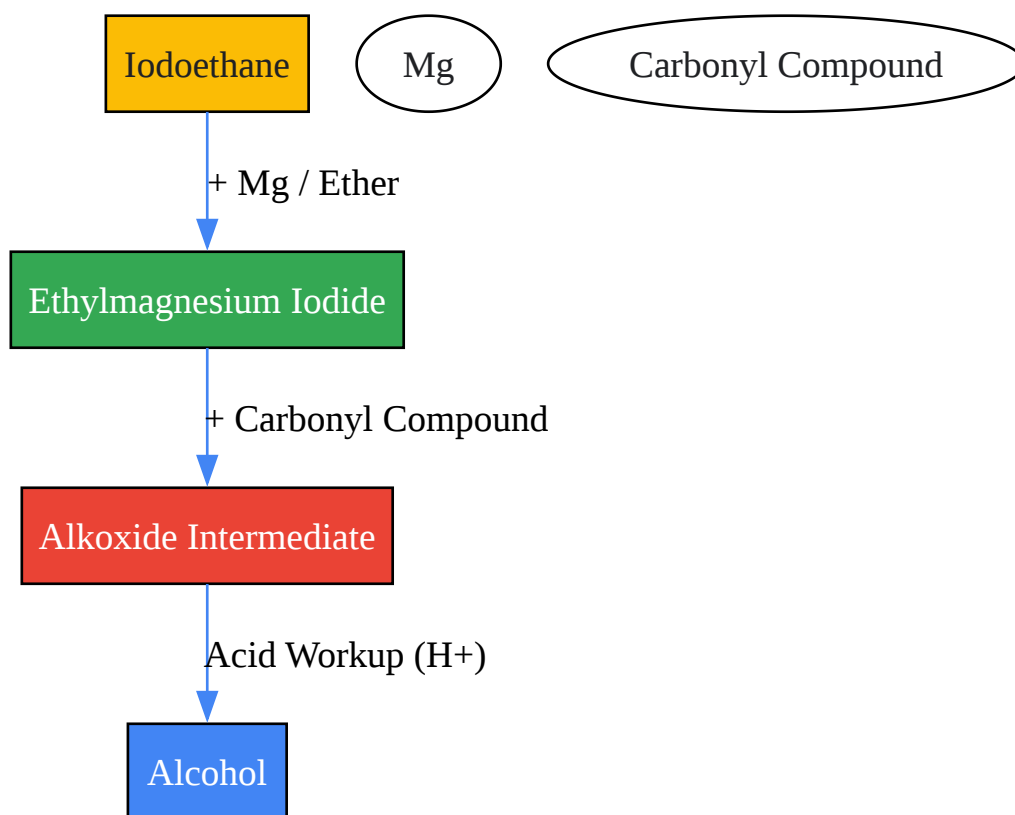 Iodoethane
Mg
Carbonyl Compound
+ Mg / Ether
Ethylmagnesium Iodide
+ Carbonyl Compound
Alkoxide Intermediate
Acid Workup (H+)
Alcohol